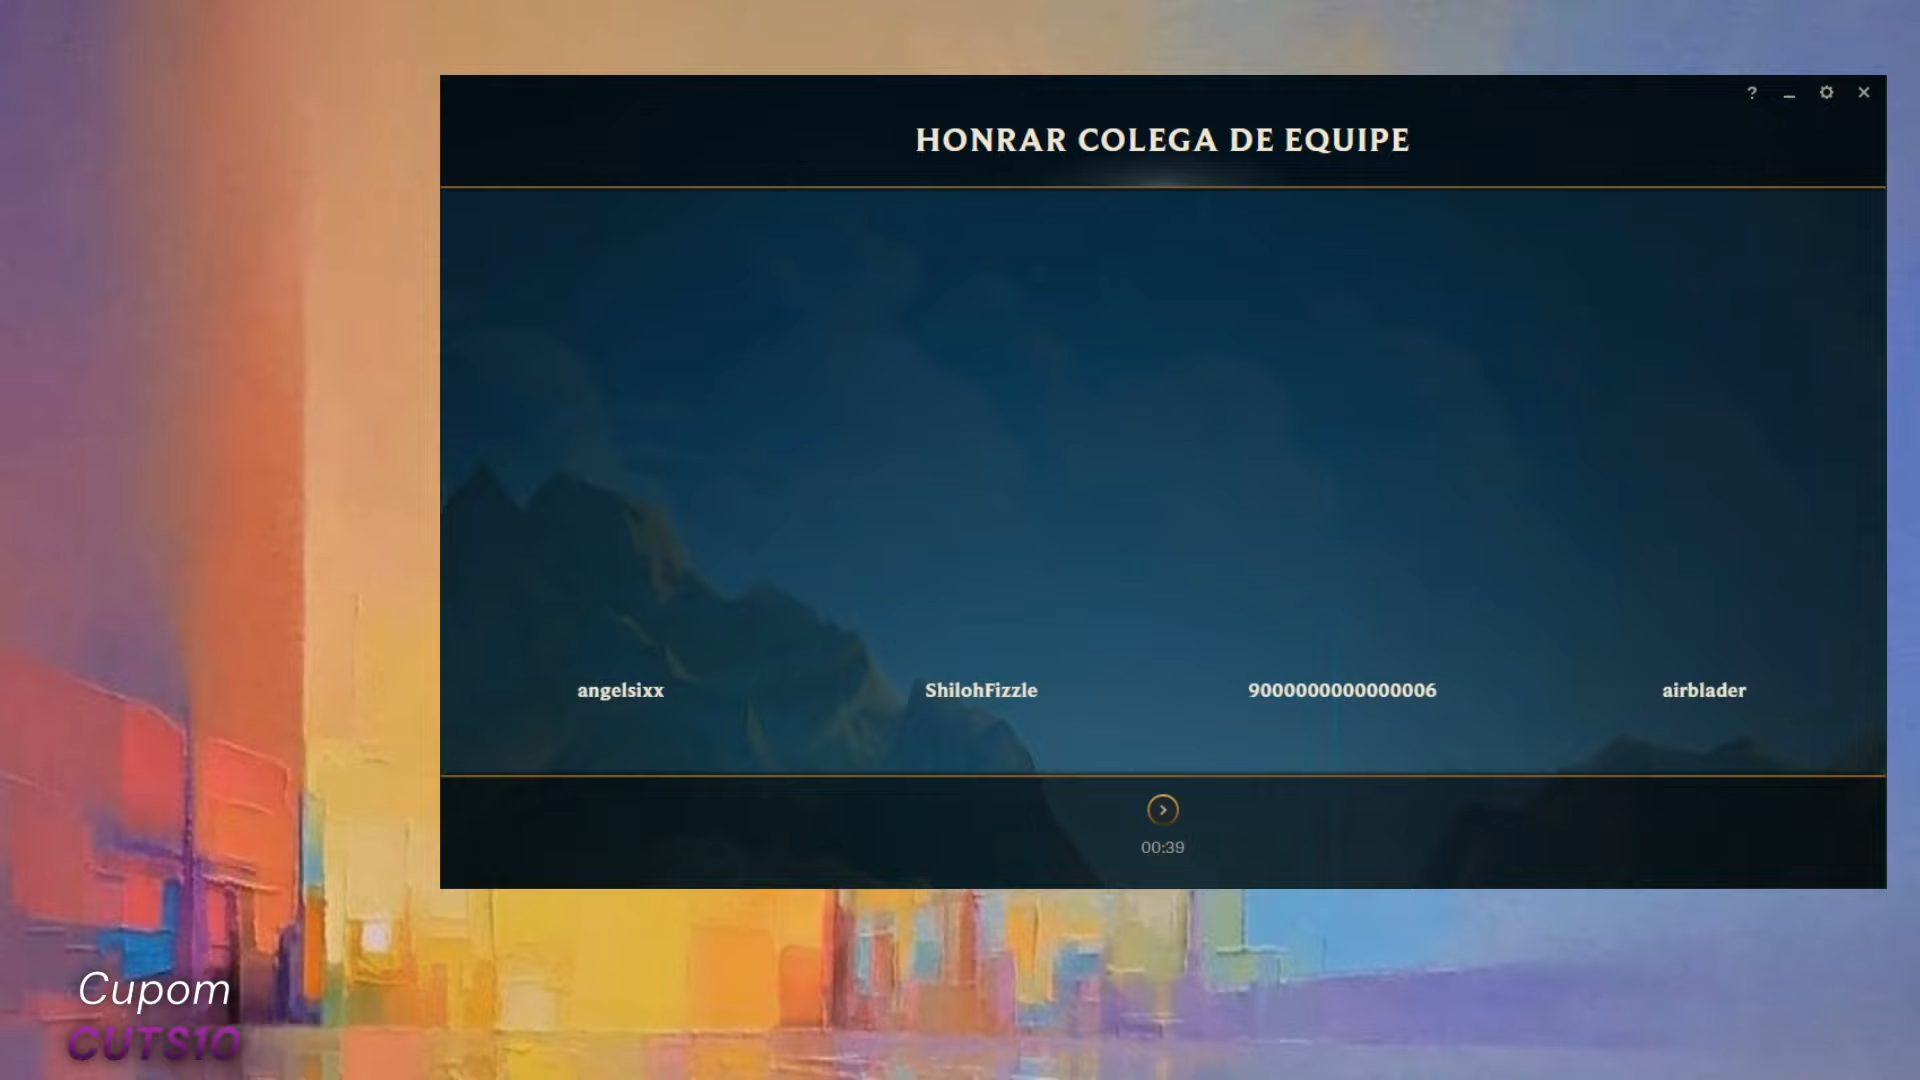 ?
HONRAR COLEGA DE EQUIPE
angelsixx
ShilohFizzle
9000000000000006
airblader
00:39
Cupom
CUTS10